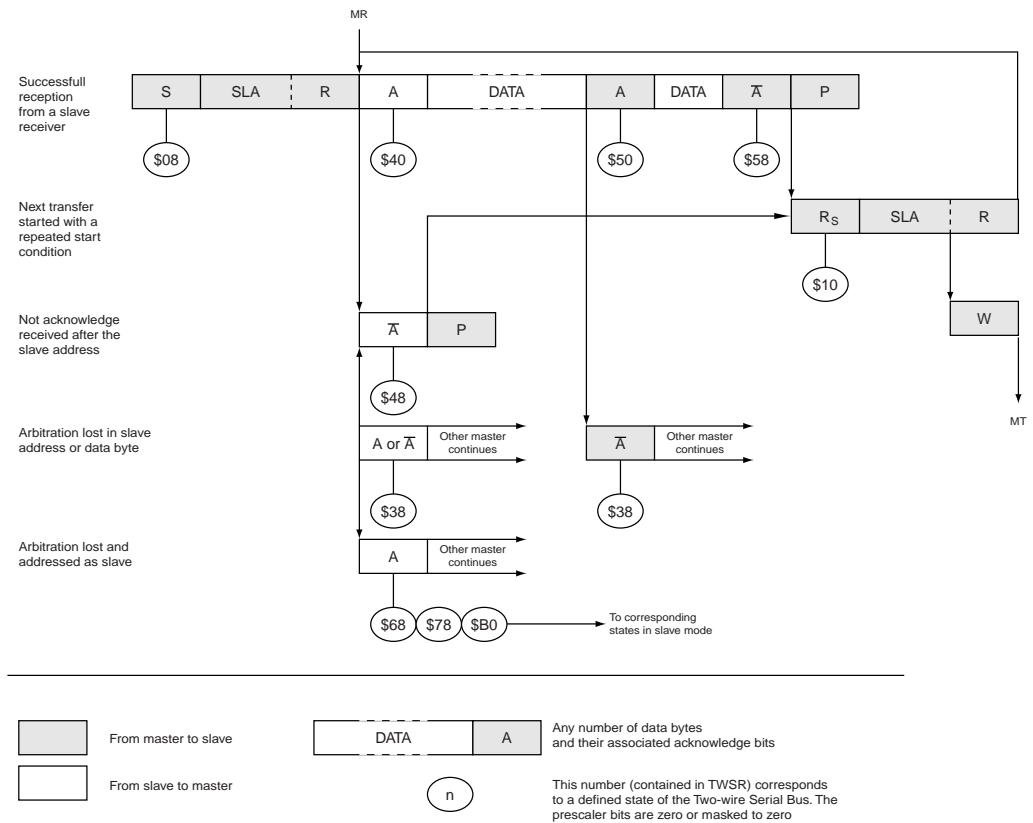 MR
Successfull
reception
from a slave
receiver
S SLA R A DATA A DATA A̅ P
$08 $40 $50 $58
Next transfer
started with a
repeated start
condition
RS SLA R
$10
W
MT
Not acknowledge
received after the
slave address
A̅ P
$48
Arbitration lost in slave
address or data byte
A or A̅
Other master
continues
A̅
Other master
continues
$38 $38
Arbitration lost and
addressed as slave
A
Other master
continues
$68 $78 $B0
To corresponding
states in slave mode
From master to slave
From slave to master
DATA A
Any number of data bytes
and their associated acknowledge bits
n
This number (contained in TWSR) corresponds
to a defined state of the Two-wire Serial Bus. The
prescaler bits are zero or masked to zero